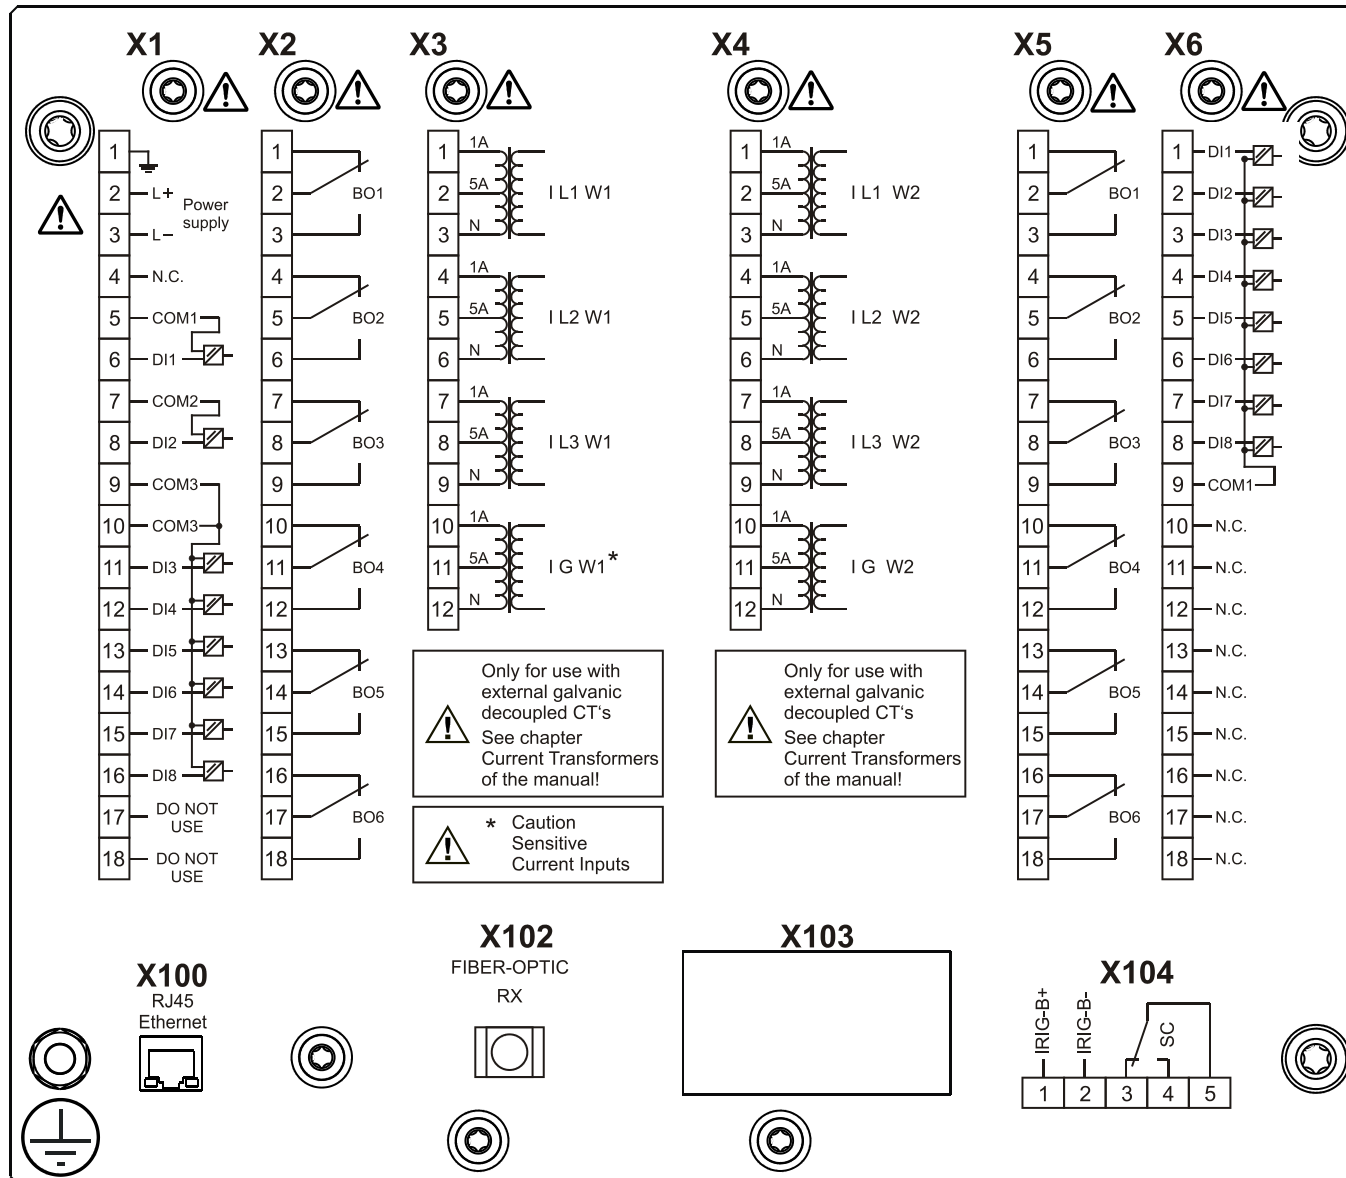 X1 X2 X3 X4 X5 X6
1
2 L+
3 L-
Power
supply
4 N.C.
5 COM1
6 DI1
7 COM2
8 DI2
9 COM3
10 COM3
11 DI3
12 DI4
13 DI5
14 DI6
15 DI7
16 DI8
17 DO NOT
USE
18 DO NOT
USE
1
2 BO1
3
4
5 BO2
6
7
8 BO3
9
10
11 BO4
12
13
14 BO5
15
16
17 BO6
18
1 1A
2 5A I L1 W1
3 N
4 1A
5 5A I L2 W1
6 N
7 1A
8 5A I L3 W1
9 N
10 1A
11 5A I G W1*
12 N
Only for use with
external galvanic
decoupled CT‘s
See chapter
Current Transformers
of the manual!
* Caution
Sensitive
Current Inputs
1 1A
2 5A I L1 W2
3 N
4 1A
5 5A I L2 W2
6 N
7 1A
8 5A I L3 W2
9 N
10 1A
11 5A I G W2
12 N
Only for use with
external galvanic
decoupled CT‘s
See chapter
Current Transformers
of the manual!
1
2 BO1
3
4
5 BO2
6
7
8 BO3
9
10
11 BO4
12
13
14 BO5
15
16
17 BO6
18
1 DI1
2 DI2
3 DI3
4 DI4
5 DI5
6 DI6
7 DI7
8 DI8
9 COM1
10 N.C.
11 N.C.
12 N.C.
13 N.C.
14 N.C.
15 N.C.
16 N.C.
17 N.C.
18 N.C.
X100
RJ45
Ethernet
X102
FIBER-OPTIC
RX
X103
X104
IRIG-B+
IRIG-B-
SC
1 2 3 4 5